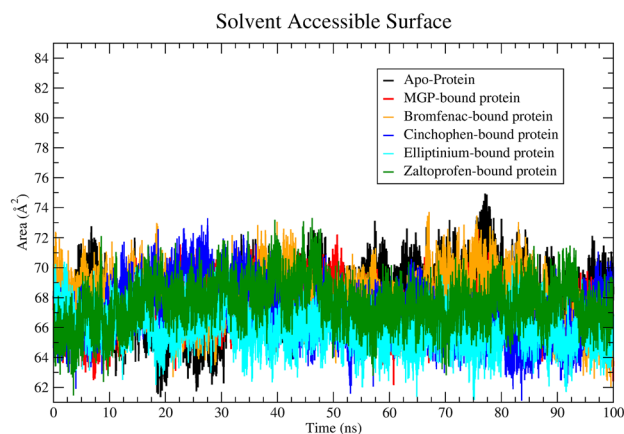 Solvent Accessible Surface
84
82
80
78
76
74
72
70
68
66
64
62
Area (Å²)
Apo-Protein
MGP-bound protein
Bromfenac-bound protein
Cinchophen-bound protein
Elliptinium-bound protein
Zaltoprofen-bound protein
0 10 20 30 40 50 60 70 80 90 100
Time (ns)